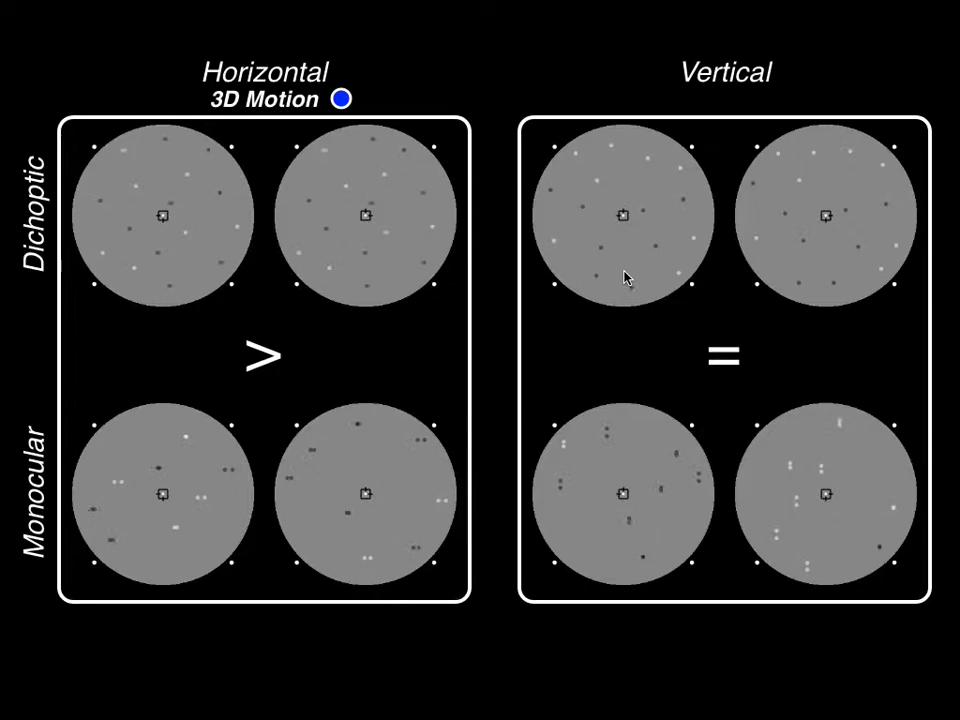 Horizontal
3D Motion
Vertical
Dichoptic
>
=
Monocular